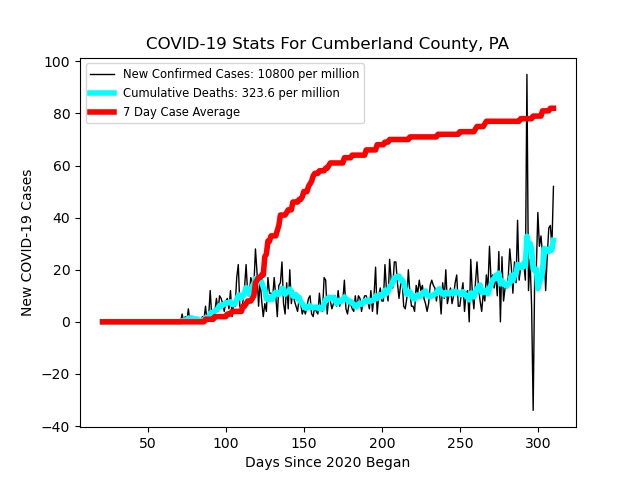 COVID-19 Stats For Cumberland County, PA
New Confirmed Cases: 10800 per million
Cumulative Deaths: 323.6 per million
7 Day Case Average
New COVID-19 Cases
100
80
60
40
20
0
−20
−40
50
100
150
200
250
300
Days Since 2020 Began